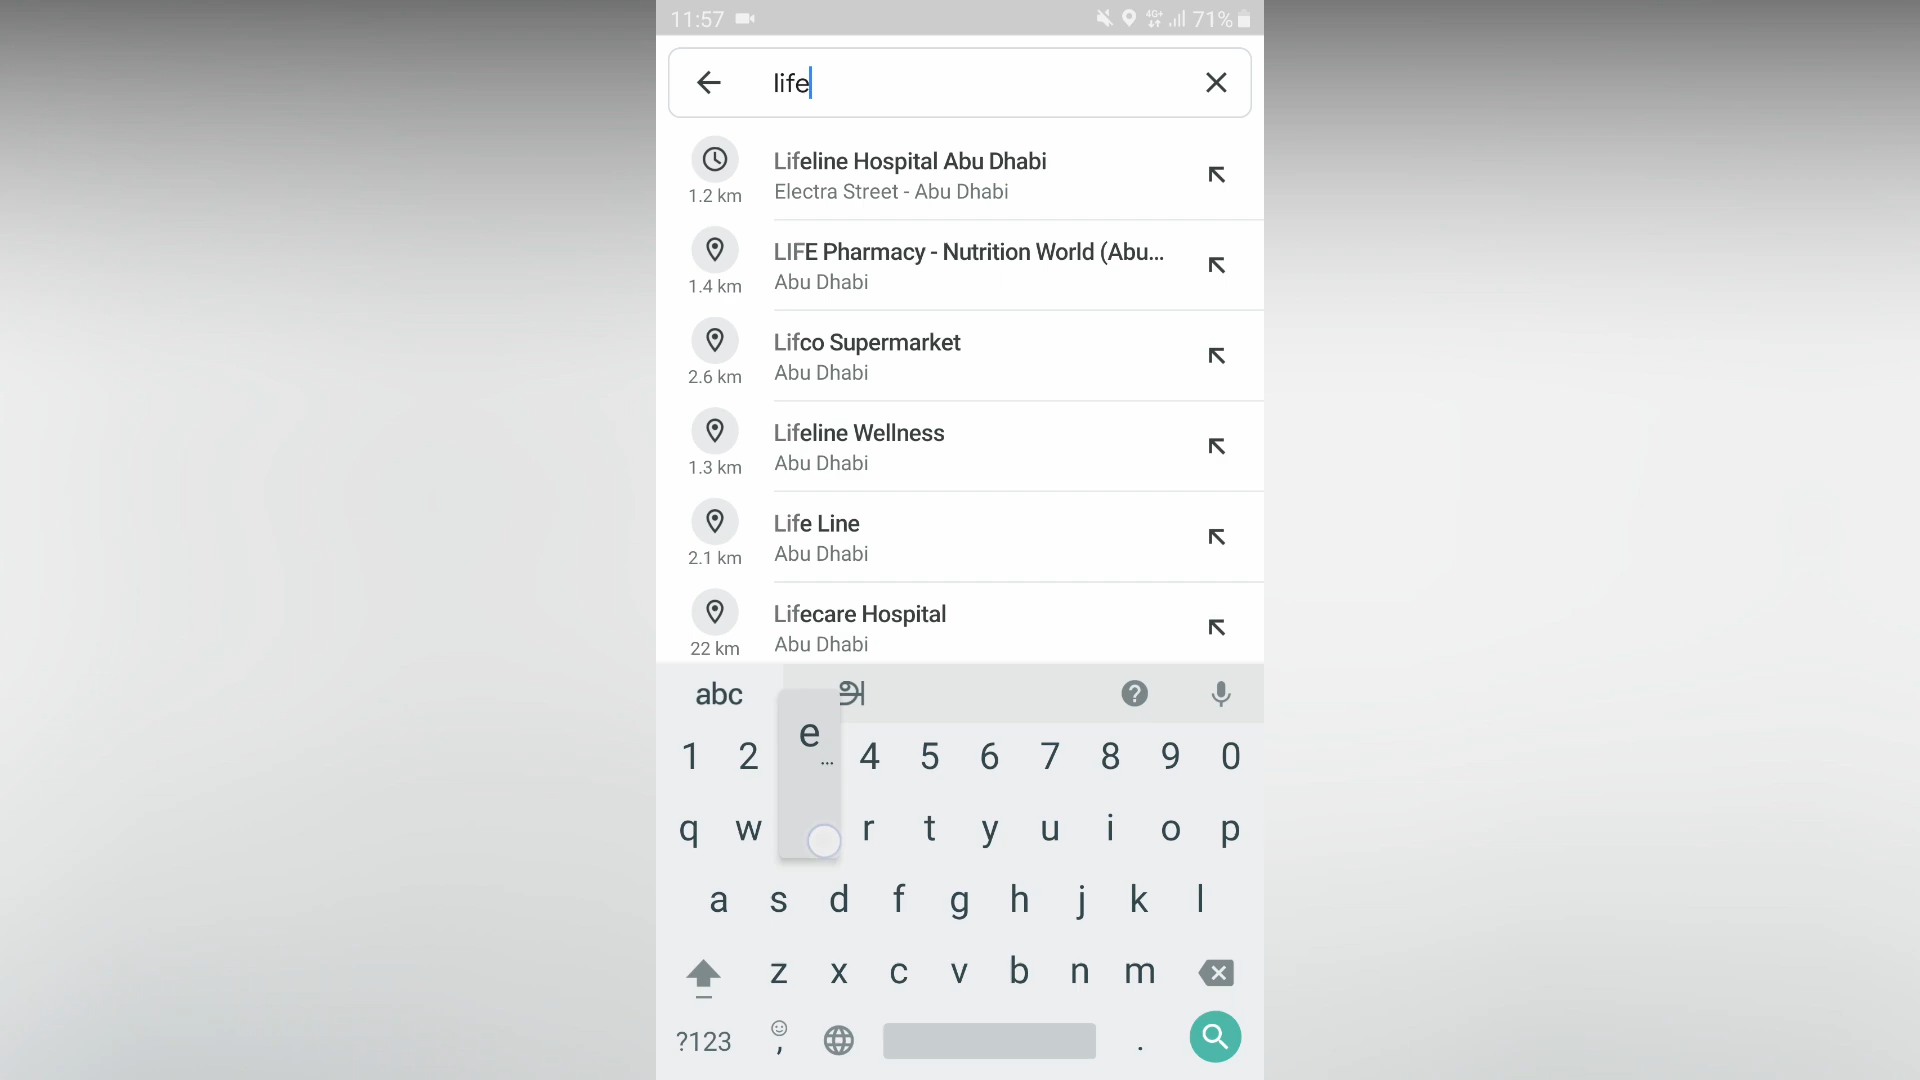 11:57 4G+ 71%
life
Lifeline Hospital Abu Dhabi
Electra Street - Abu Dhabi
1.2 km
LIFE Pharmacy - Nutrition World (Abu...
Abu Dhabi
1.4 km
Lifco Supermarket
Abu Dhabi
2.6 km
Lifeline Wellness
Abu Dhabi
1.3 km
Life Line
Abu Dhabi
2.1 km
Lifecare Hospital
Abu Dhabi
22 km
abc அ
e
...
1 2 4 5 6 7 8 9 0
q w r t y u i o p
a s d f g h j k l
z x c v b n m
?123 , .